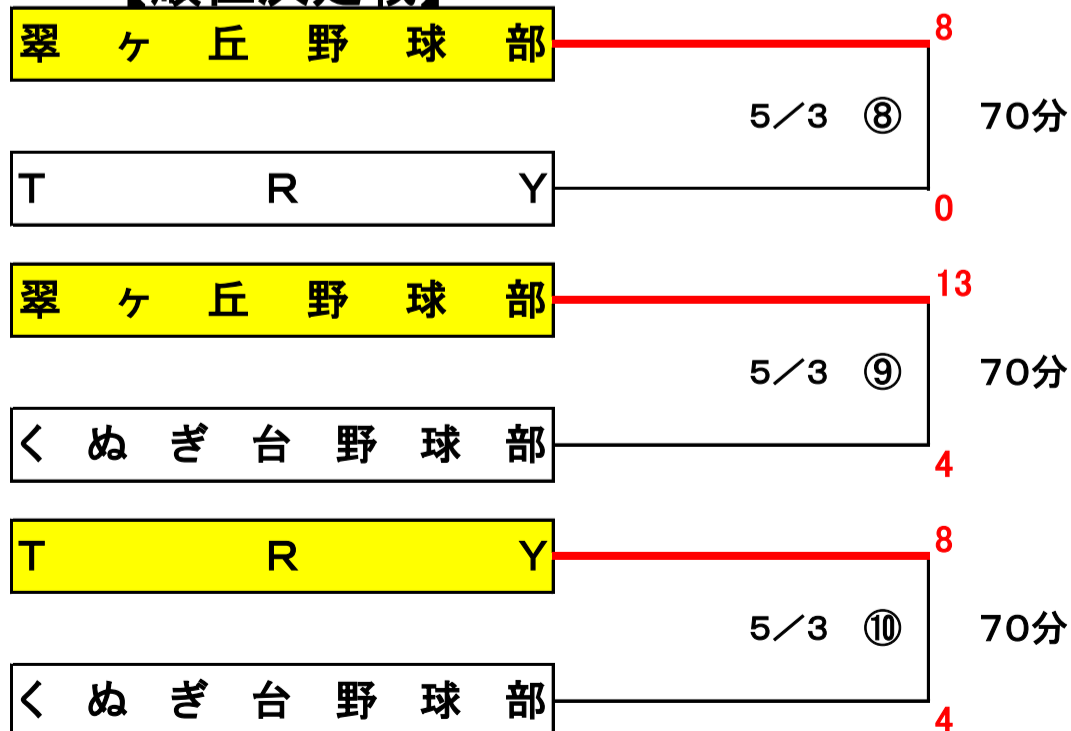 翠ヶ丘野球部 8
5/3 ⑧ 70分
TRY 0
翠ヶ丘野球部 13
5/3 ⑨ 70分
くぬぎ台野球部 4
TRY 8
5/3 ⑩ 70分
くぬぎ台野球部 4